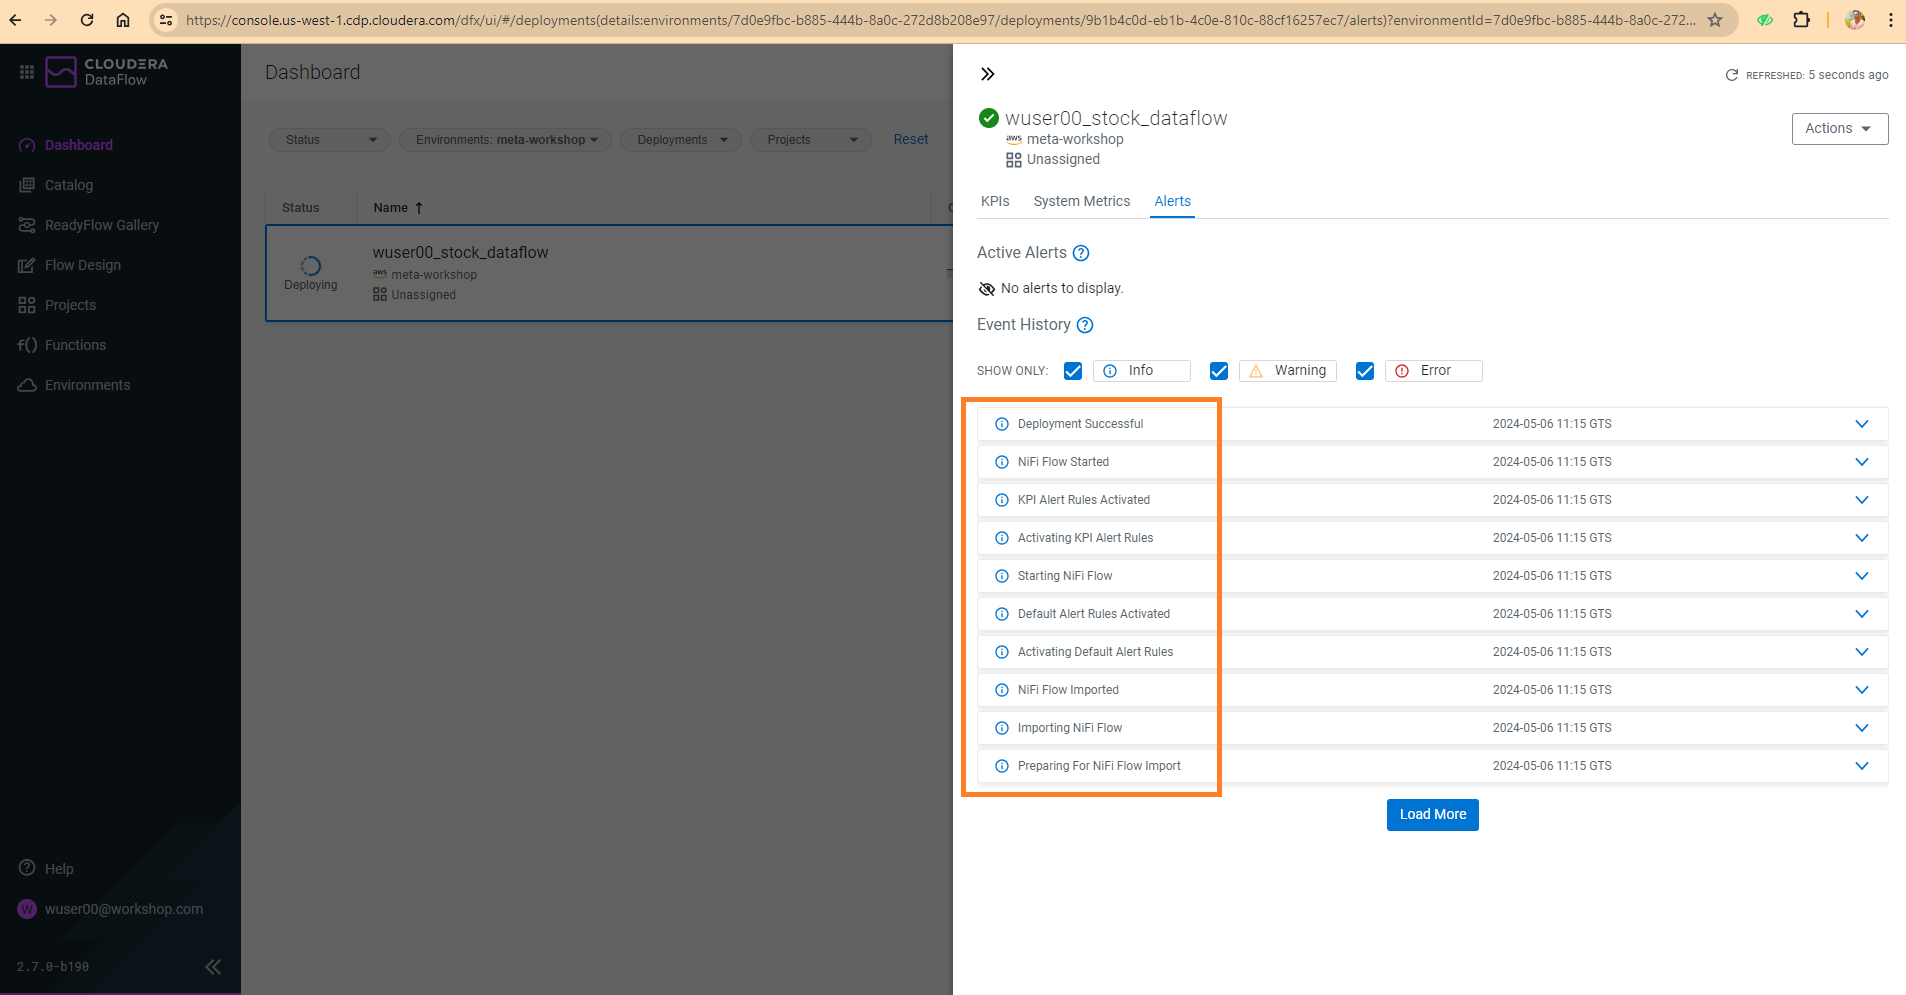 https://console.us-west-1.cdp.cloudera.com/dfx/ui/#/deployments(details:environments/7d0e9fbc-b885-444b-8a0c-272d8b208e97/deployments/9b1b4c0d-eb1b-4c0e-810c-88cf16257ec7/alerts)?environmentId=7d0e9fbc-b885-444b-8a0c-272...
CLOUDERA
DataFlow
Dashboard
Catalog
ReadyFlow Gallery
Flow Design
Projects
Functions
Environments
Help
W wuser00@workshop.com
2.7.0-b190
Dashboard
Status
Environments: meta-workshop
Deployments
Projects
Reset
Status
Name
Deploying
wuser00_stock_dataflow
aws meta-workshop
Unassigned
REFRESHED: 5 seconds ago
wuser00_stock_dataflow
aws meta-workshop
Unassigned
Actions
KPIs
System Metrics
Alerts
Active Alerts ?
No alerts to display.
Event History ?
SHOW ONLY:
Info
Warning
Error
Deployment Successful 2024-05-06 11:15 GTS
NiFi Flow Started 2024-05-06 11:15 GTS
KPI Alert Rules Activated 2024-05-06 11:15 GTS
Activating KPI Alert Rules 2024-05-06 11:15 GTS
Starting NiFi Flow 2024-05-06 11:15 GTS
Default Alert Rules Activated 2024-05-06 11:15 GTS
Activating Default Alert Rules 2024-05-06 11:15 GTS
NiFi Flow Imported 2024-05-06 11:15 GTS
Importing NiFi Flow 2024-05-06 11:15 GTS
Preparing For NiFi Flow Import 2024-05-06 11:15 GTS
Load More